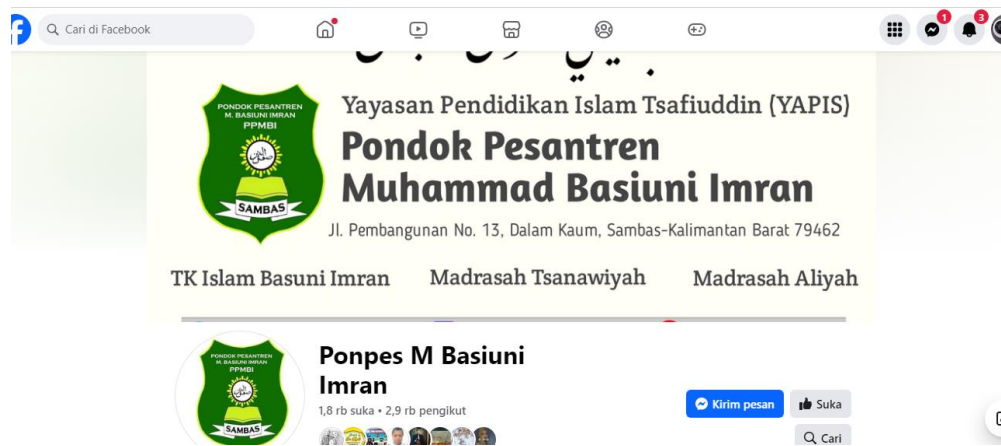 Cari di Facebook
1
3
PONDOK PESANTREN
M. BASIUNI IMRAN
PPMBI
SAMBAS
Yayasan Pendidikan Islam Tsafiuddin (YAPIS)
Pondok Pesantren
Muhammad Basiuni Imran
Jl. Pembangunan No. 13, Dalam Kaum, Sambas-Kalimantan Barat 79462
TK Islam Basuni Imran Madrasah Tsanawiyah Madrasah Aliyah
PONDOK PESANTREN
M. BASIUNI IMRAN
PPMBI
SAMBAS
Ponpes M Basiuni
Imran
1,8 rb suka • 2,9 rb pengikut
Kirim pesan
Suka
Cari